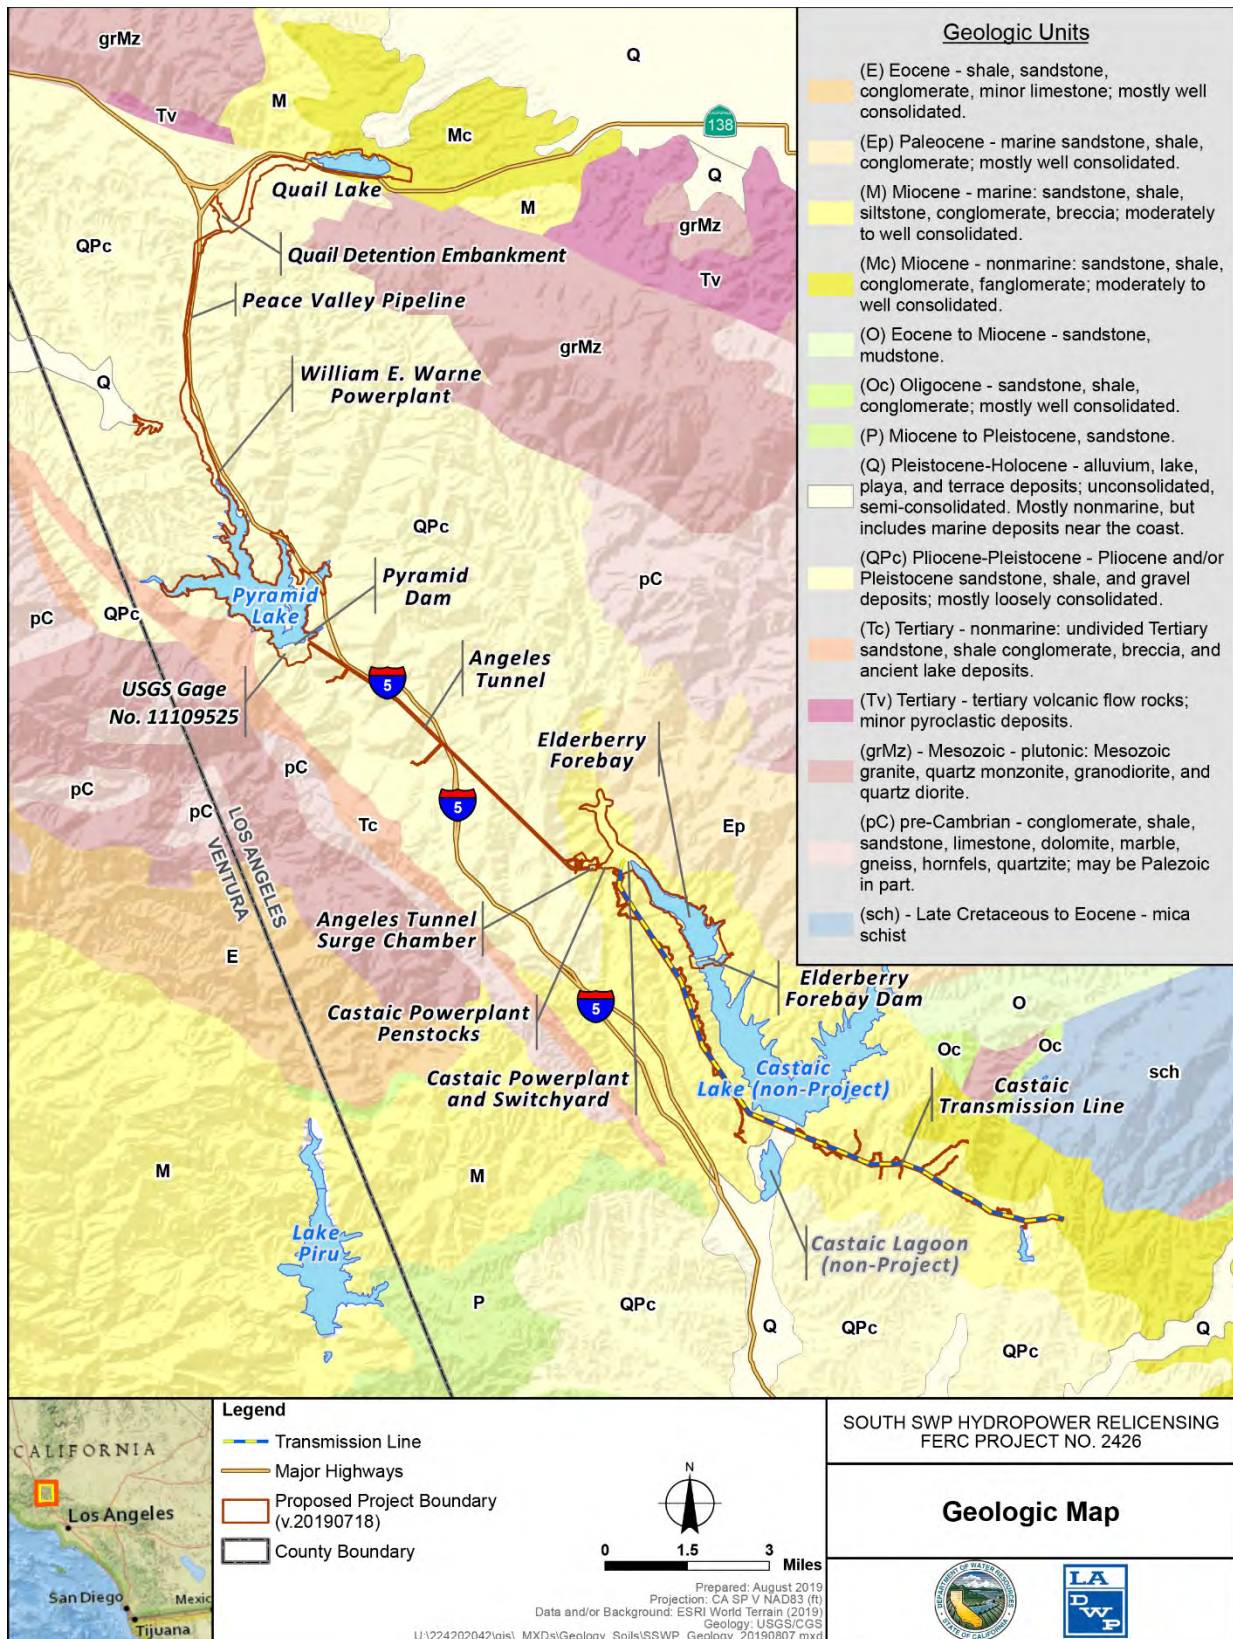 grMz
Q
Geologic Units
(E) Eocene - shale, sandstone,
conglomerate, minor limestone; mostly well
consolidated.
(Ep) Paleocene - marine sandstone, shale,
conglomerate; mostly well consolidated.
(M) Miocene - marine: sandstone, shale,
siltstone, conglomerate, breccia; moderately
to well consolidated.
(Mc) Miocene - nonmarine: sandstone, shale,
conglomerate, fanglomerate; moderately to
well consolidated.
(O) Eocene to Miocene - sandstone,
mudstone.
(Oc) Oligocene - sandstone, shale,
conglomerate; mostly well consolidated.
(P) Miocene to Pleistocene, sandstone.
(Q) Pleistocene-Holocene - alluvium, lake,
playa, and terrace deposits; unconsolidated,
semi-consolidated. Mostly nonmarine, but
includes marine deposits near the coast.
(QPc) Pliocene-Pleistocene - Pliocene and/or
Pleistocene sandstone, shale, and gravel
deposits; mostly loosely consolidated.
(Tc) Tertiary - nonmarine: undivided Tertiary
sandstone, shale conglomerate, breccia, and
ancient lake deposits.
(Tv) Tertiary - tertiary volcanic flow rocks;
minor pyroclastic deposits.
(grMz) - Mesozoic - plutonic: Mesozoic
granite, quartz monzonite, granodiorite, and
quartz diorite.
(pC) pre-Cambrian - conglomerate, shale,
sandstone, limestone, dolomite, marble,
gneiss, hornfels, quartzite; may be Palezoic
in part.
(sch) - Late Cretaceous to Eocene - mica
schist
M
Tv
Mc
138
Quail Lake
M
Q
grMz
Tv
QPc
Quail Detention Embankment
Peace Valley Pipeline
grMz
Q
William E. Warne
Powerplant
QPc
Pyramid
Dam
Pyramid
Lake
pC
QPc
pC
USGS Gage
No. 11109525
5
Angeles
Tunnel
Elderberry
Forebay
pC
pC
pC
5
Tc
Ep
LOS ANGELES
VENTURA
Angeles Tunnel
Surge Chamber
E
Castaic Powerplant
Penstocks
5
Elderberry
Forebay Dam
O
Oc
Oc
sch
Castaic Powerplant
and Switchyard
Castaic
Lake (non-Project)
Castaic
Transmission Line
M
M
Lake
Piru
Castaic Lagoon
(non-Project)
P
QPc
Q
QPc
QPc
Q
CALIFORNIA
Los Angeles
San Diego
Mexic
Tijuana
Legend
Transmission Line
Major Highways
Proposed Project Boundary
(v.20190718)
County Boundary
N
0 1.5 3
Miles
Prepared: August 2019
Projection: CA SP V NAD83 (ft)
Data and/or Background: ESRI World Terrain (2019)
Geology: USGS/CGS
U:\224202042\gis\_MXDs\Geology_Soils\SSWP_Geology_20190807.mxd
SOUTH SWP HYDROPOWER RELICENSING
FERC PROJECT NO. 2426
Geologic Map
DEPARTMENT OF WATER RESOURCES
STATE OF CALIFORNIA
LA
DWP